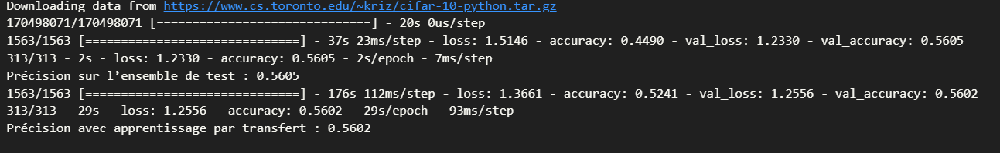 Downloading data from https://www.cs.toronto.edu/~kriz/cifar-10-python.tar.gz
170498071/170498071 [==============================] - 20s 0us/step
1563/1563 [==============================] - 37s 23ms/step - loss: 1.5146 - accuracy: 0.4490 - val_loss: 1.2330 - val_accuracy: 0.5605
313/313 - 2s - loss: 1.2330 - accuracy: 0.5605 - 2s/epoch - 7ms/step
Précision sur l’ensemble de test : 0.5605
1563/1563 [==============================] - 176s 112ms/step - loss: 1.3661 - accuracy: 0.5241 - val_loss: 1.2556 - val_accuracy: 0.5602
313/313 - 29s - loss: 1.2556 - accuracy: 0.5602 - 29s/epoch - 93ms/step
Précision avec apprentissage par transfert : 0.5602